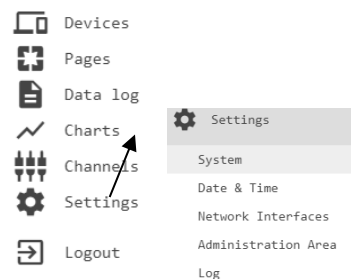 Devices
Pages
Data log
Charts
Channels
Settings
Logout
Settings
System
Date & Time
Network Interfaces
Administration Area
Log